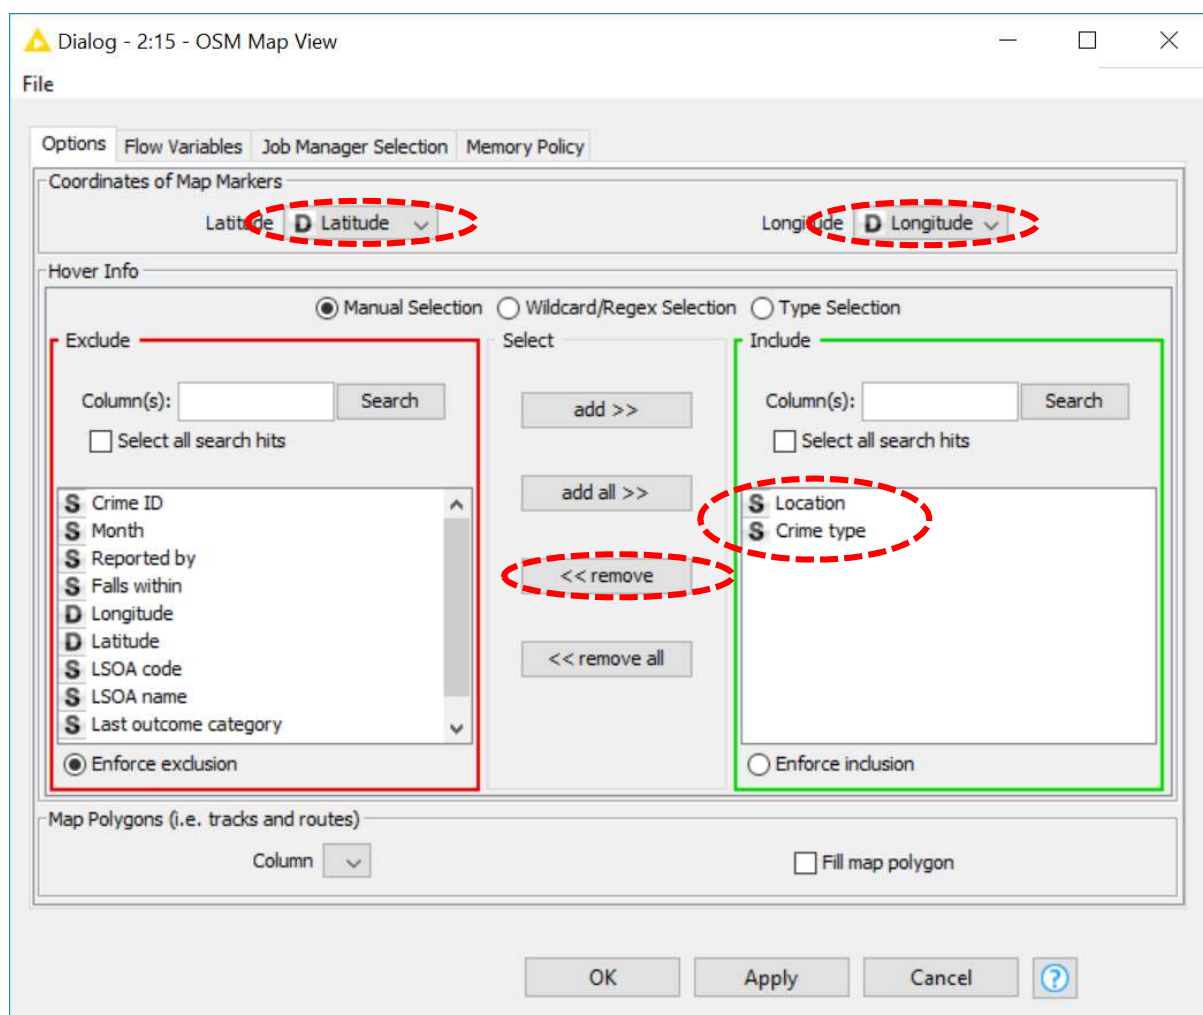 Dialog - 2:15 - OSM Map View
File
Options Flow Variables Job Manager Selection Memory Policy
Coordinates of Map Markers
Latitude D Latitude Longitude D Longitude
Hover Info
Manual Selection Wildcard/Regex Selection Type Selection
Exclude
Column(s): Search
Select all search hits
S Crime ID
S Month
S Reported by
S Falls within
D Longitude
D Latitude
S LSOA code
S LSOA name
S Last outcome category
Enforce exclusion
Select
add >>
add all >>
<< remove
<< remove all
Include
Column(s): Search
Select all search hits
S Location
S Crime type
Enforce inclusion
Map Polygons (i.e. tracks and routes)
Column Fill map polygon
OK Apply Cancel ?